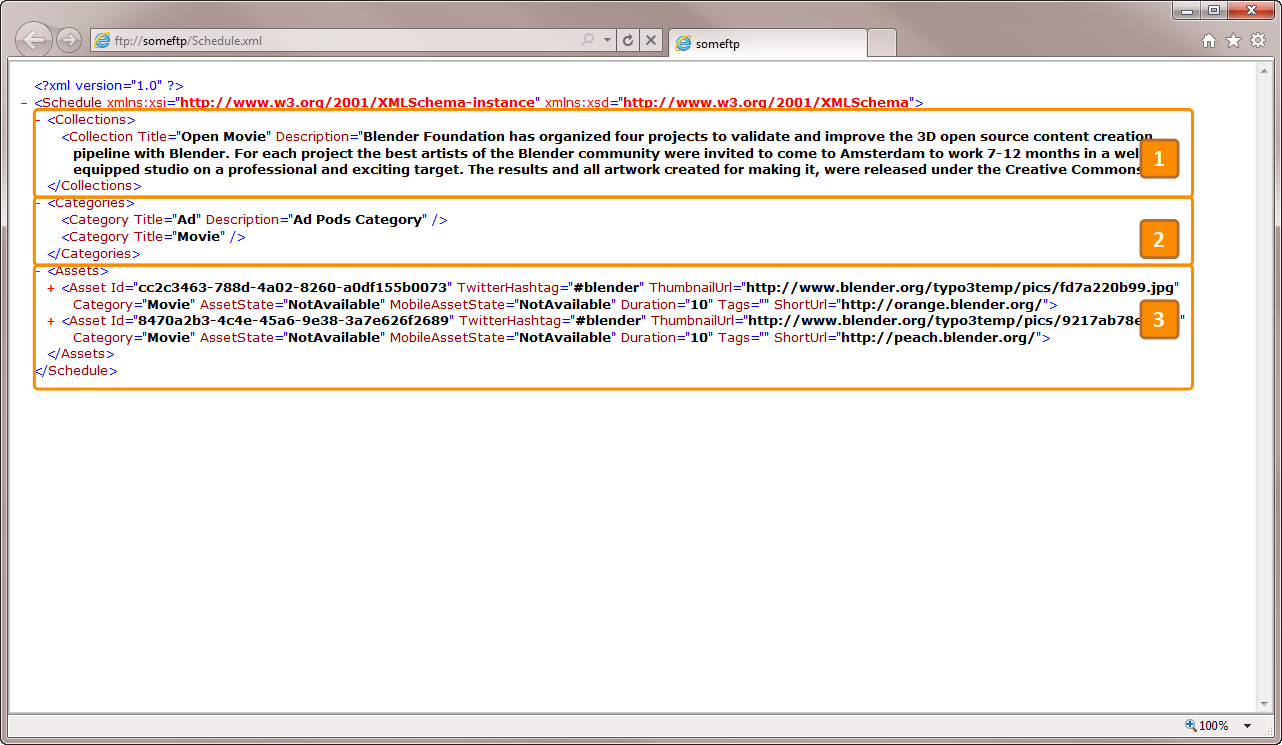 ftp://someftp/Schedule.xml
someftp
<?xml version="1.0" ?>
- <Schedule xmlns:xsi="http://www.w3.org/2001/XMLSchema-instance" xmlns:xsd="http://www.w3.org/2001/XMLSchema">
- <Collections>
<Collection Title="Open Movie" Description="Blender Foundation has organized four projects to validate and improve the 3D open source content creation
pipeline with Blender. For each project the best artists of the Blender community were invited to come to Amsterdam to work 7-12 months in a wel
1
equipped studio on a professional and exciting target. The results and all artwork created for making it, were released under the Creative Commons
</Collections>
- <Categories>
<Category Title="Ad" Description="Ad Pods Category" />
<Category Title="Movie" />
2
</Categories>
- <Assets>
+ <Asset Id="cc2c3463-788d-4a02-8260-a0df155b0073" TwitterHashtag="#blender" ThumbnailUrl="http://www.blender.org/typo3temp/pics/fd7a220b99.jpg"
Category="Movie" AssetState="NotAvailable" MobileAssetState="NotAvailable" Duration="10" Tags="" ShortUrl="http://orange.blender.org/">
+ <Asset Id="8470a2b3-4c4e-45a6-9e38-3a7e626f2689" TwitterHashtag="#blender" ThumbnailUrl="http://www.blender.org/typo3temp/pics/9217ab78e
3
Category="Movie" AssetState="NotAvailable" MobileAssetState="NotAvailable" Duration="10" Tags="" ShortUrl="http://peach.blender.org/">
</Assets>
</Schedule>
100%